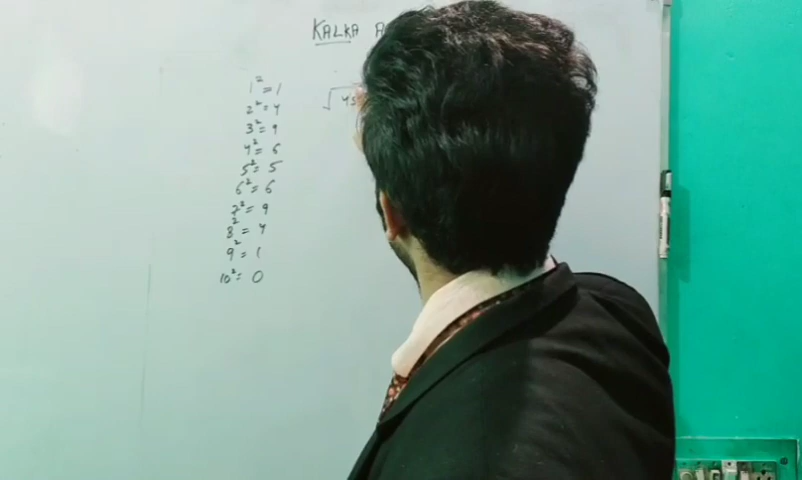 KALKA A
1² = 1
√45
2² = 4
3² = 9
4² = 6
5² = 5
6² = 6
7² = 9
8² = 4
9² = 1
10² = 0